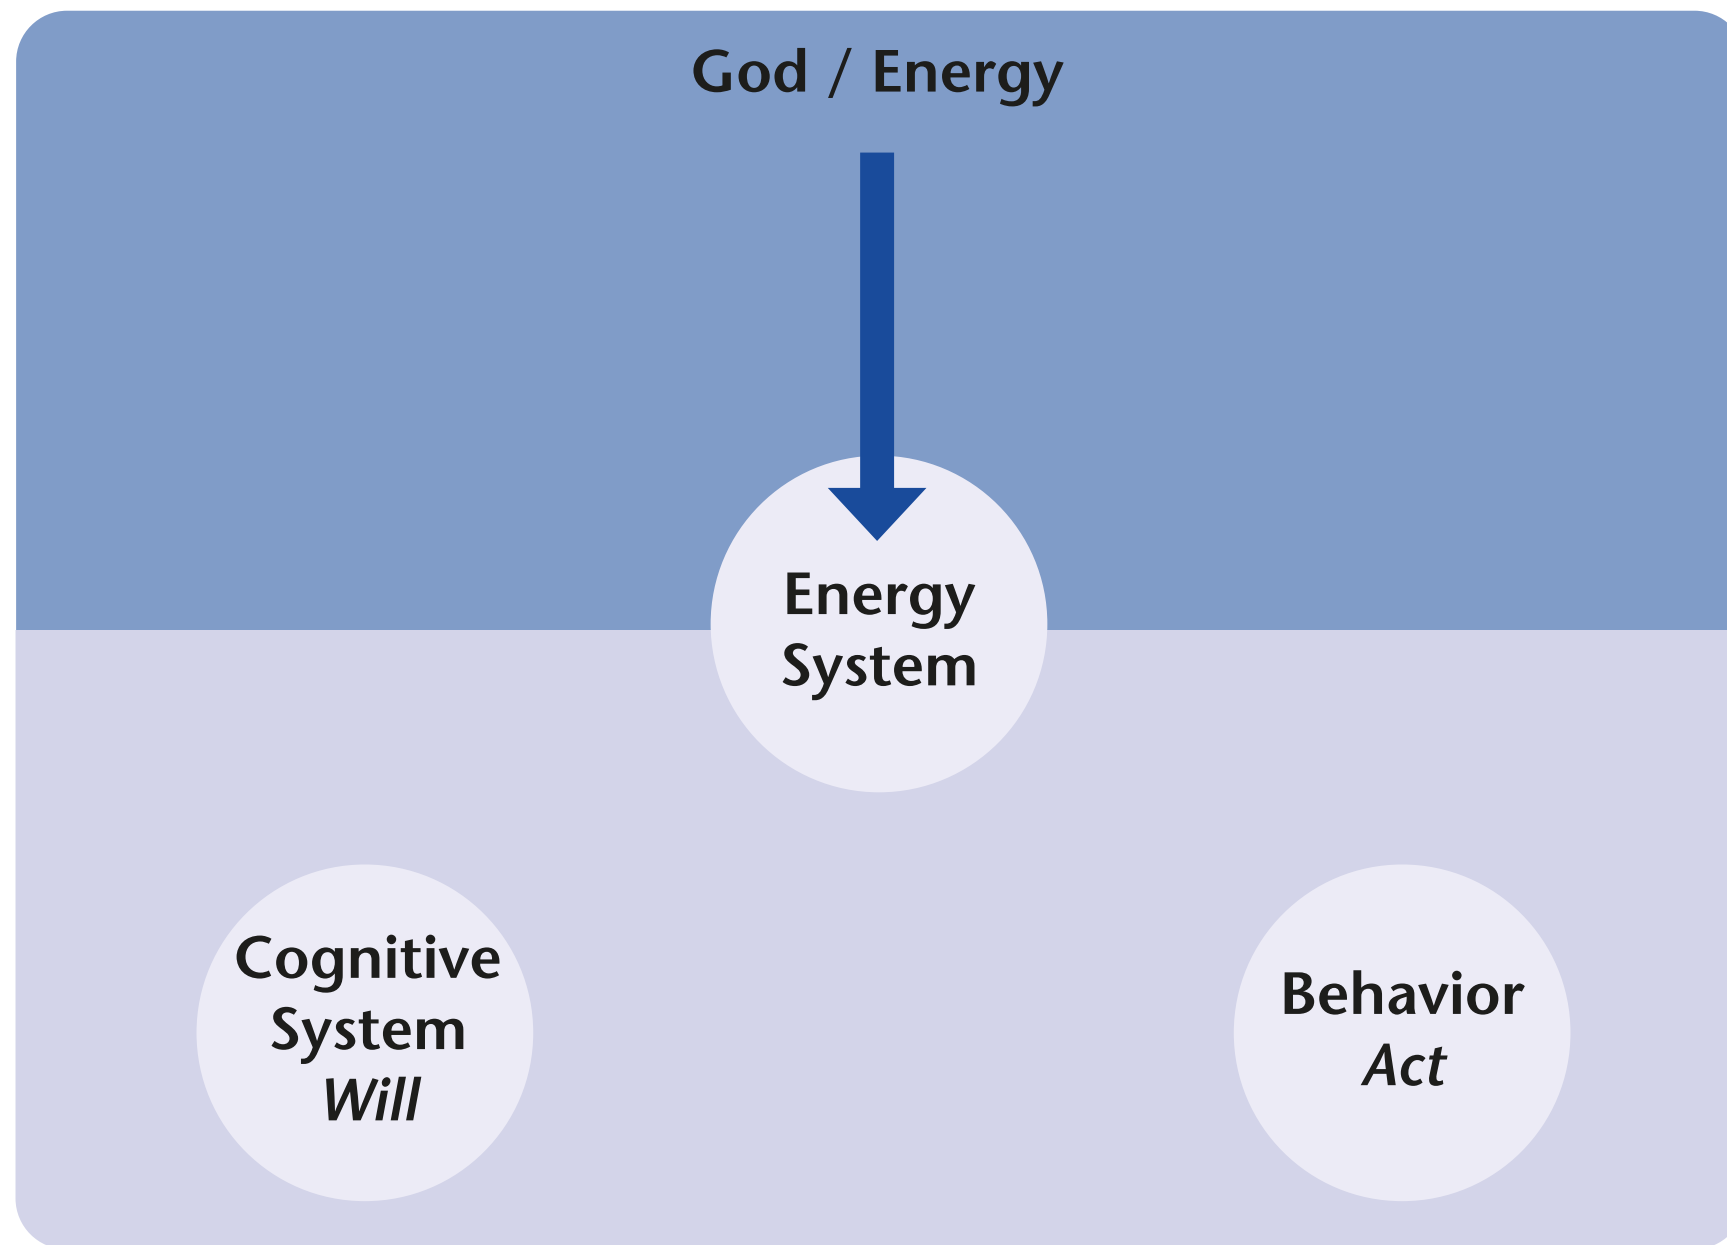 God / Energy
Energy
System
Cognitive
System
Will
Behavior
Act